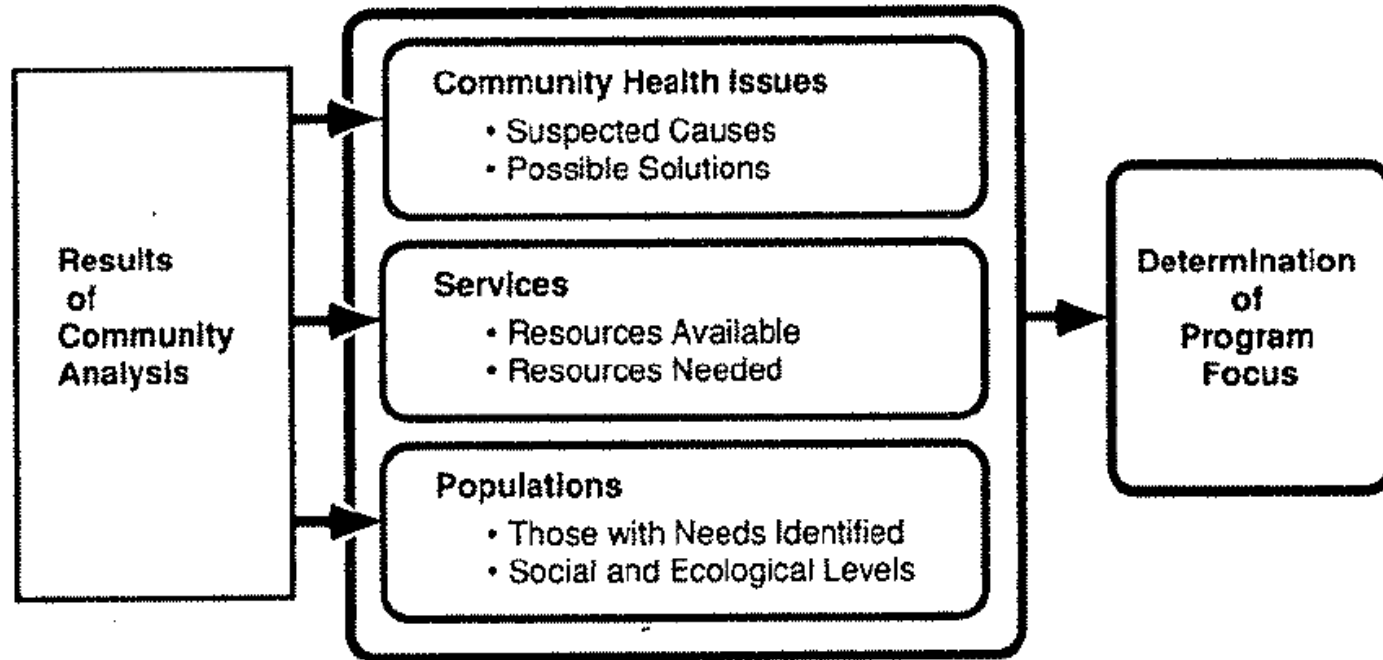 Results
of
Community
Analysis
Community Health Issues
• Suspected Causes
• Possible Solutions
Services
• Resources Available
• Resources Needed
Populations
• Those with Needs Identified
• Social and Ecological Levels
Determination
of
Program
Focus